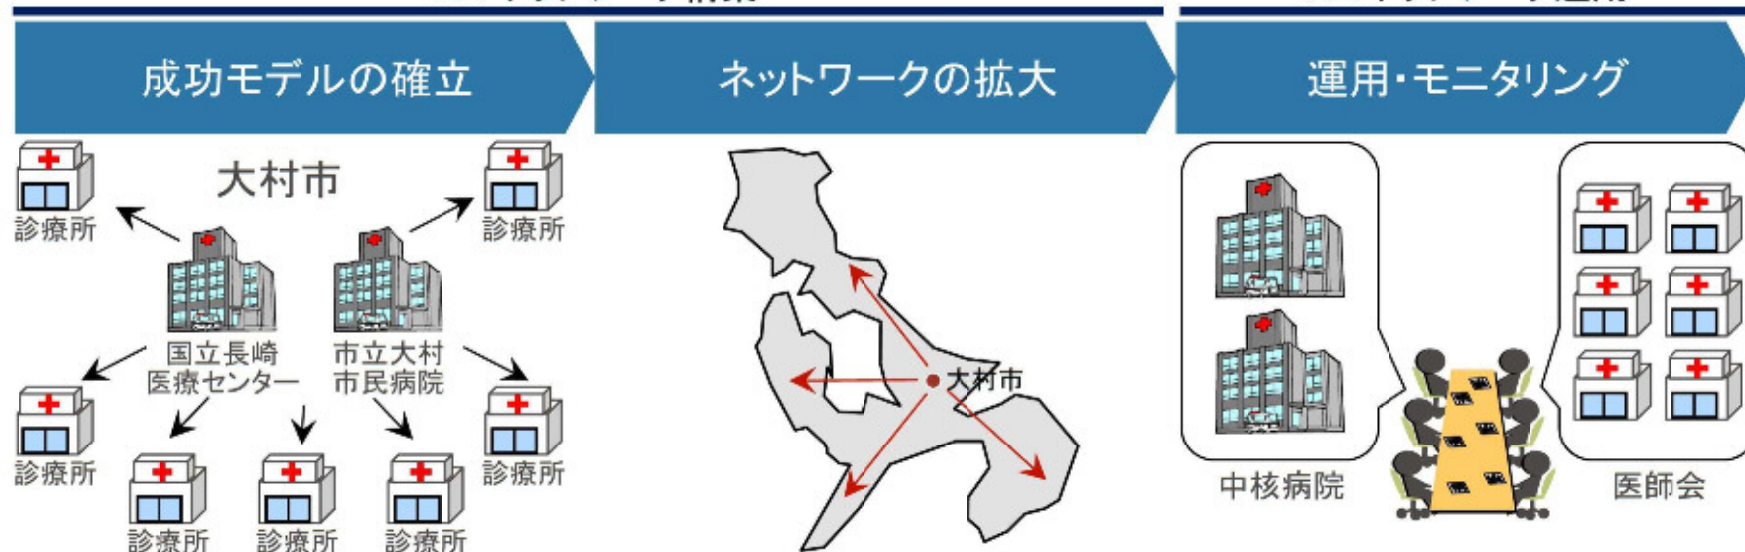 成功モデルの確立
ネットワークの拡大
運用・モニタリング
大村市
診療所
診療所
国立長崎
医療センター
市立大村
市民病院
診療所
診療所
診療所
診療所
診療所
大村市
中核病院
医師会